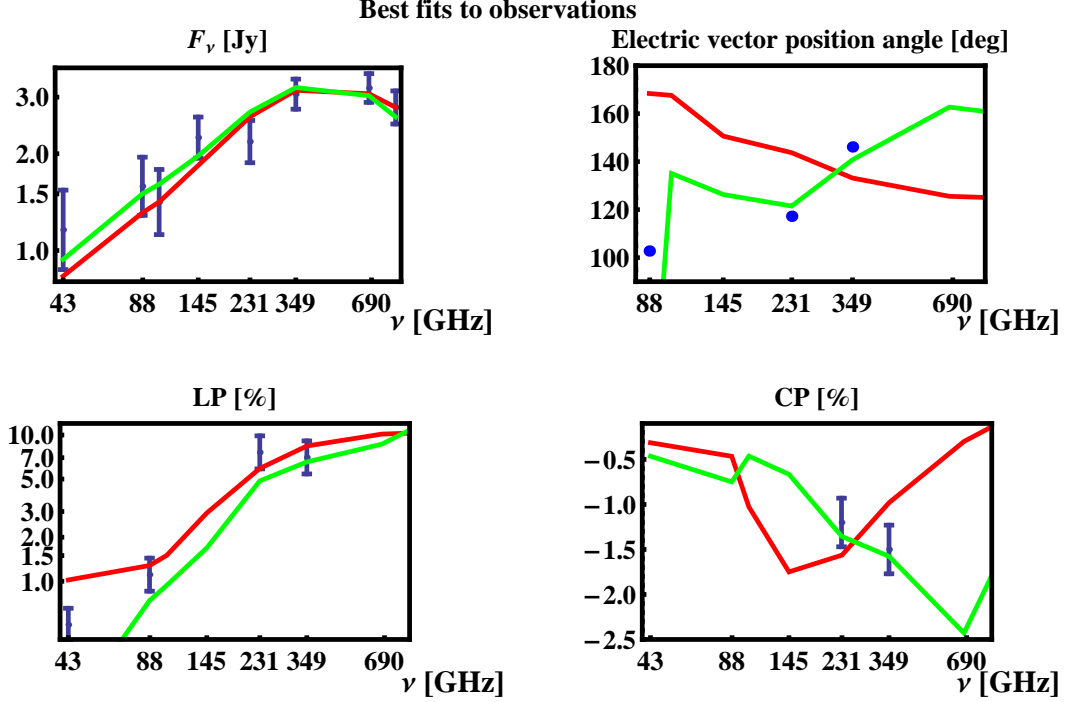 Best fits to observations
F_ν [Jy]
3.0
2.0
1.5
1.0
43 88 145 231 349 690
ν [GHz]
Electric vector position angle [deg]
180
160
140
120
100
88 145 231 349 690
ν [GHz]
LP [%]
10.0
7.0
5.0
3.0
2.0
1.5
1.0
43 88 145 231 349 690
ν [GHz]
CP [%]
−0.5
−1.0
−1.5
−2.0
−2.5
43 88 145 231 349 690
ν [GHz]